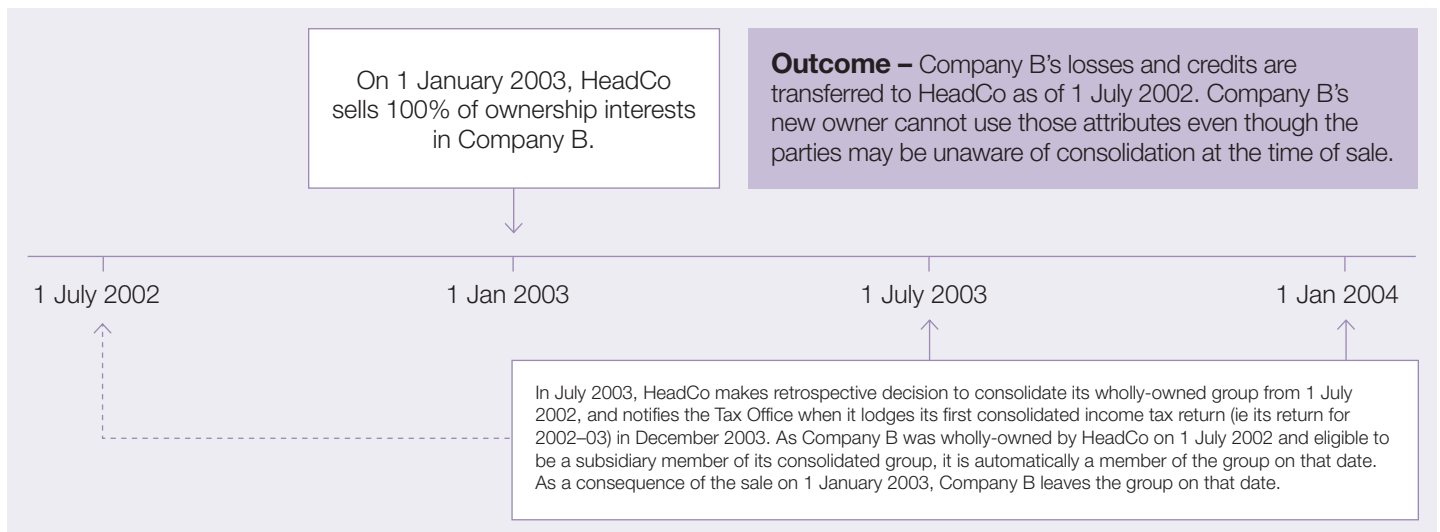 On 1 January 2003, HeadCo
sells 100% of ownership interests
in Company B.
Outcome – Company B's losses and credits are
transferred to HeadCo as of 1 July 2002. Company B's
new owner cannot use those attributes even though the
parties may be unaware of consolidation at the time of sale.
1 July 2002
1 Jan 2003
1 July 2003
1 Jan 2004
In July 2003, HeadCo makes retrospective decision to consolidate its wholly-owned group from 1 July
2002, and notifies the Tax Office when it lodges its first consolidated income tax return (ie its return for
2002–03) in December 2003. As Company B was wholly-owned by HeadCo on 1 July 2002 and eligible to
be a subsidiary member of its consolidated group, it is automatically a member of the group on that date.
As a consequence of the sale on 1 January 2003, Company B leaves the group on that date.